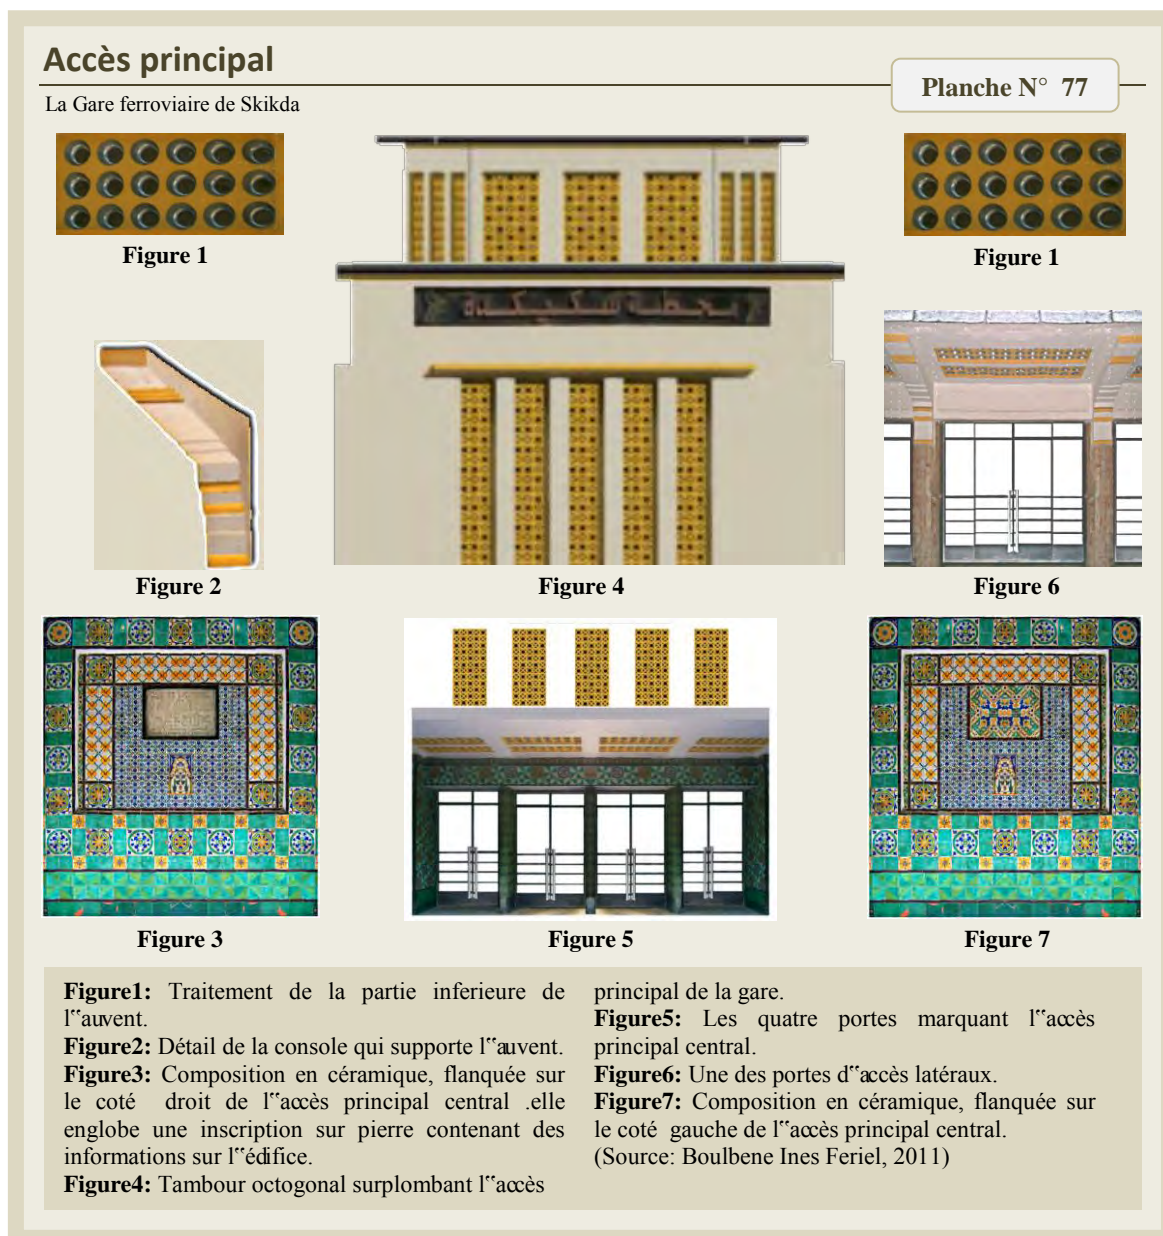 Accès principal
Planche N° 77
La Gare ferroviaire de Skikda
Figure 1
Figure 1
محطة سكيكدة
Figure 2
Figure 4
Figure 6
Figure 3
Figure 5
Figure 7
Figure1: Traitement de la partie inferieure de
l‟auvent.
Figure2: Détail de la console qui supporte l‟auvent.
Figure3: Composition en céramique, flanquée sur
le coté droit de l‟accès principal central .elle
englobe une inscription sur pierre contenant des
informations sur l‟édifice.
Figure4: Tambour octogonal surplombant l‟accès
principal de la gare.
Figure5: Les quatre portes marquant l‟accès
principal central.
Figure6: Une des portes d‟accès latéraux.
Figure7: Composition en céramique, flanquée sur
le coté gauche de l‟accès principal central.
(Source: Boulbene Ines Feriel, 2011)